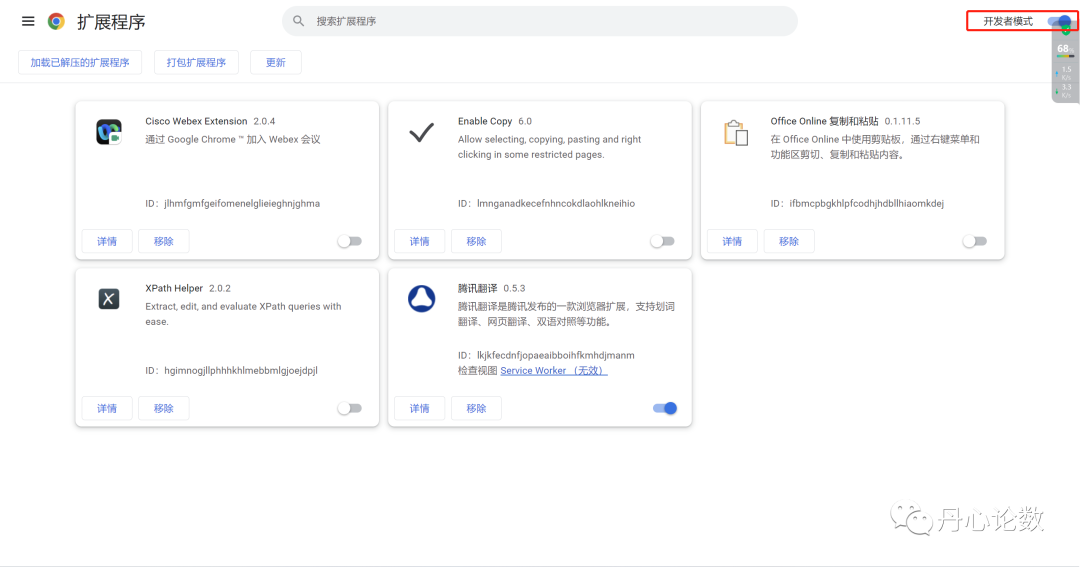 扩展程序
搜索扩展程序
开发者模式
加载已解压的扩展程序
打包扩展程序
更新
68%
1.5
K/s
3.3
K/s
Cisco Webex Extension 2.0.4
通过 Google Chrome ™ 加入 Webex 会议
ID：jlhmfgmfgeifomenelglieieghnjghma
详情
移除
Enable Copy 6.0
Allow selecting, copying, pasting and right
clicking in some restricted pages.
ID：lmnganadkecefnhncokdlaohlkneihio
详情
移除
Office Online 复制和粘贴 0.1.11.5
在 Office Online 中使用剪贴板，通过右键菜单和
功能区剪切、复制和粘贴内容。
ID：ifbmcpbgkhlpfcodhjhdbllhiaomkdej
详情
移除
XPath Helper 2.0.2
Extract, edit, and evaluate XPath queries with
ease.
ID：hgimnogjllphhhkhlmebbmlgjoejdpjl
详情
移除
腾讯翻译 0.5.3
腾讯翻译是腾讯发布的一款浏览器扩展，支持划词
翻译、网页翻译、双语对照等功能。
ID：lkjkfecdnfjopaeaibboihfkmhdjmanm
检查视图 Service Worker （无效）
详情
移除
丹心论数